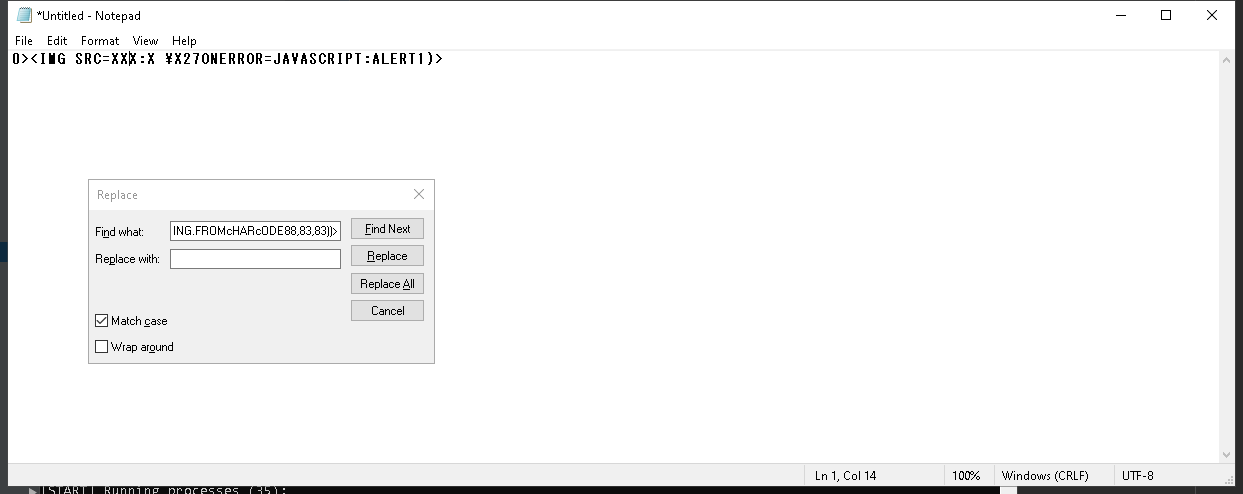 *Untitled - Notepad
File Edit Format View Help
0><IMG SRC=XXX:X ¥X27ONERROR=JAVASCRIPT:ALERT1)>
Replace
Find what: ING.FROMcHARcODE88,83,83))> Find Next
Replace with: Replace
Replace All
Cancel
Match case
Wrap around
Ln 1, Col 14 100% Windows (CRLF) UTF-8
[START] Running processes (35):